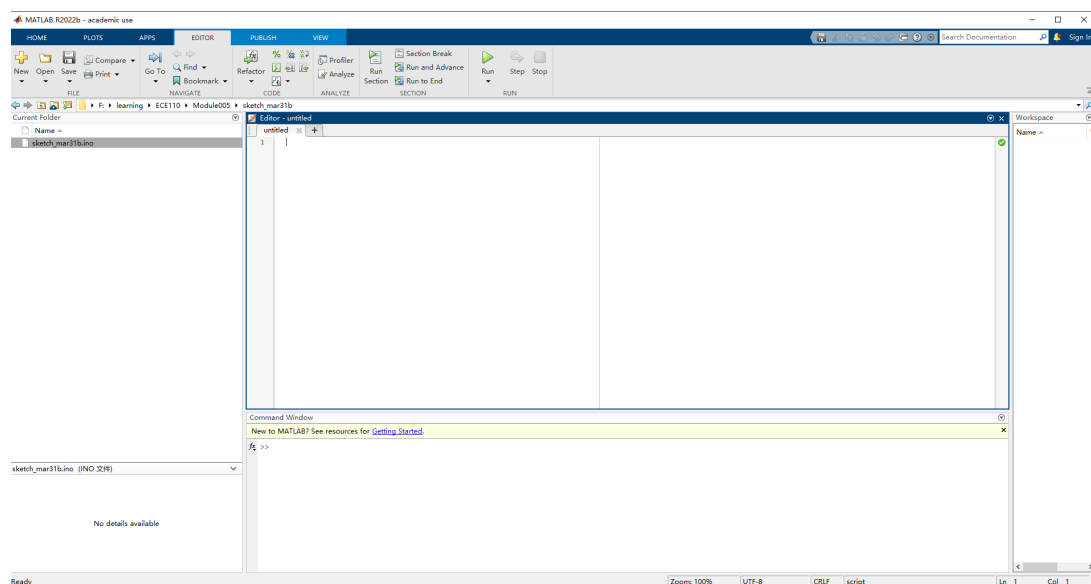 MATLAB R2022b - academic use
HOME PLOTS APPS EDITOR PUBLISH VIEW Search Documentation Sign In
New Open Save Compare Print Go To Find Bookmark Refactor Profiler Analyze Run Section Section Break Run and Advance Run to End Run Step Stop
FILE NAVIGATE CODE ANALYZE SECTION RUN
F: learning ECE110 Module005 sketch_mar31b
Current Folder Editor - untitled Workspace
Name untitled Name
sketch_mar31b.ino 1
Command Window
New to MATLAB? See resources for Getting Started.
fx >>
sketch_mar31b.ino (INO 文件)
No details available
Ready Zoom: 100% UTF-8 CRLF script Ln 1 Col 1